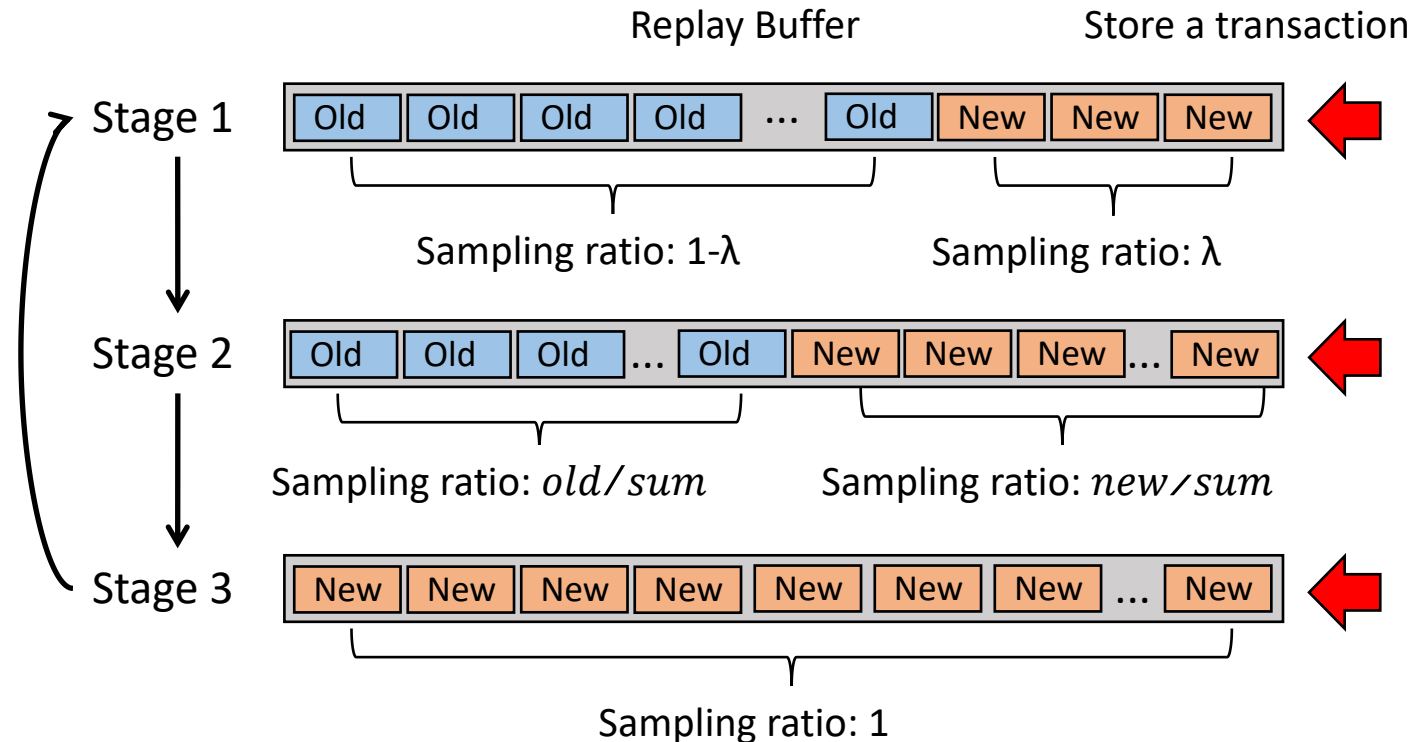 Replay Buffer Store a transaction
Stage 1 Old Old Old Old ... Old New New New
Sampling ratio: 1-λ Sampling ratio: λ
Stage 2 Old Old Old ... Old New New New ... New
Sampling ratio: old/sum Sampling ratio: new/sum
Stage 3 New New New New New New New ... New
Sampling ratio: 1